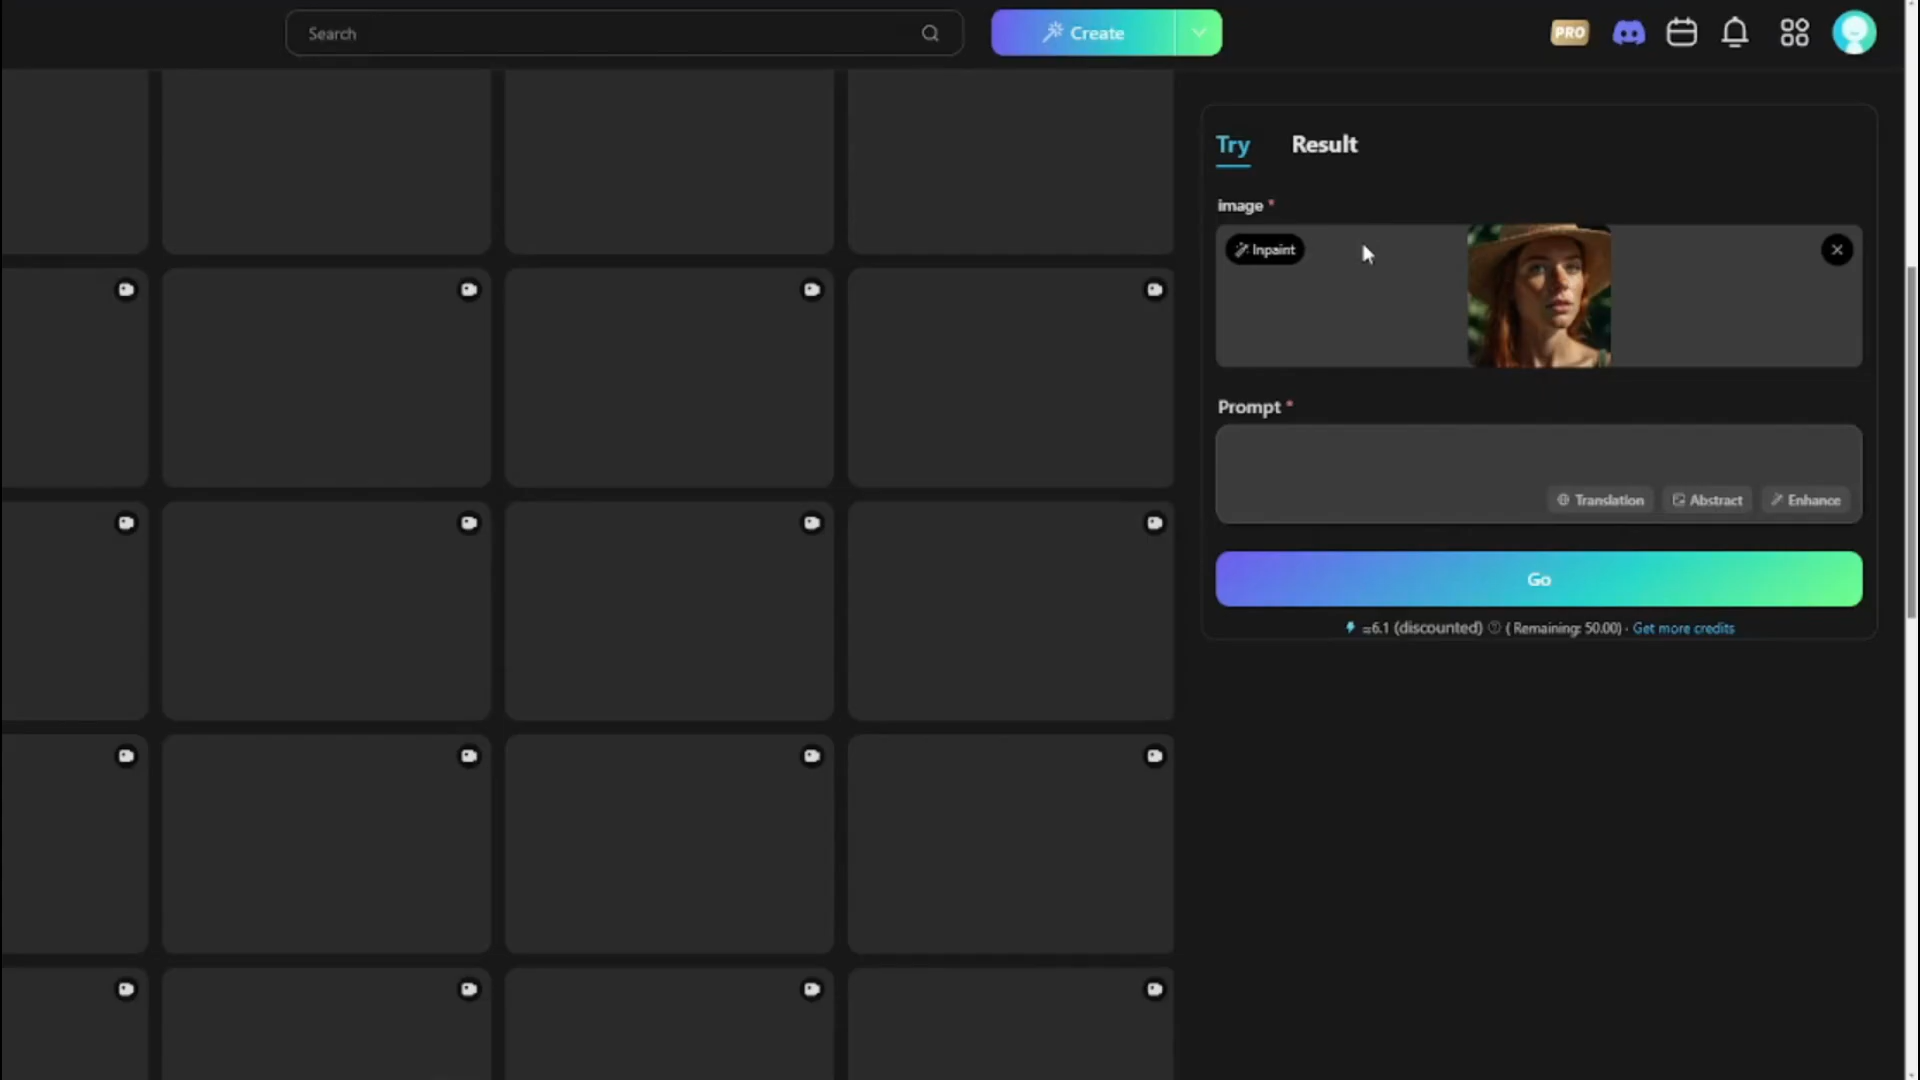 Search
Create
PRO
Try
Result
image *
Inpaint
Prompt *
Translation
Abstract
Enhance
Go
≈6.1 (discounted) ( Remaining: 50.00) · Get more credits